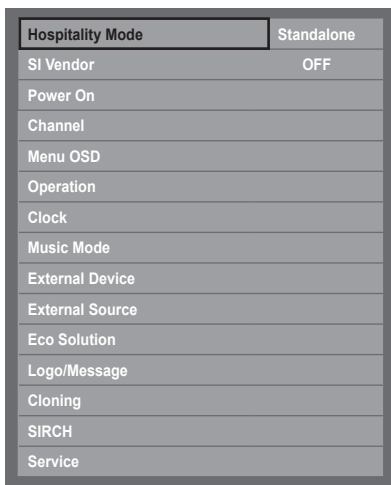 Hospitality Mode Standalone
SI Vendor OFF
Power On
Channel
Menu OSD
Operation
Clock
Music Mode
External Device
External Source
Eco Solution
Logo/Message
Cloning
SIRCH
Service